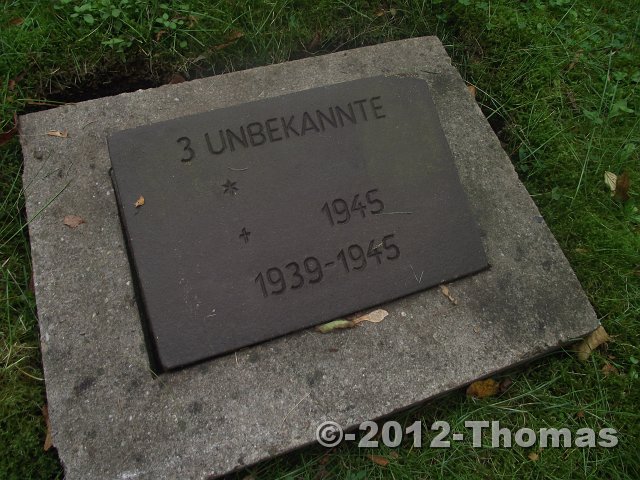 3 UNBEKANNTE
*
✝ 1945
1939-1945
©-2012-Thomas